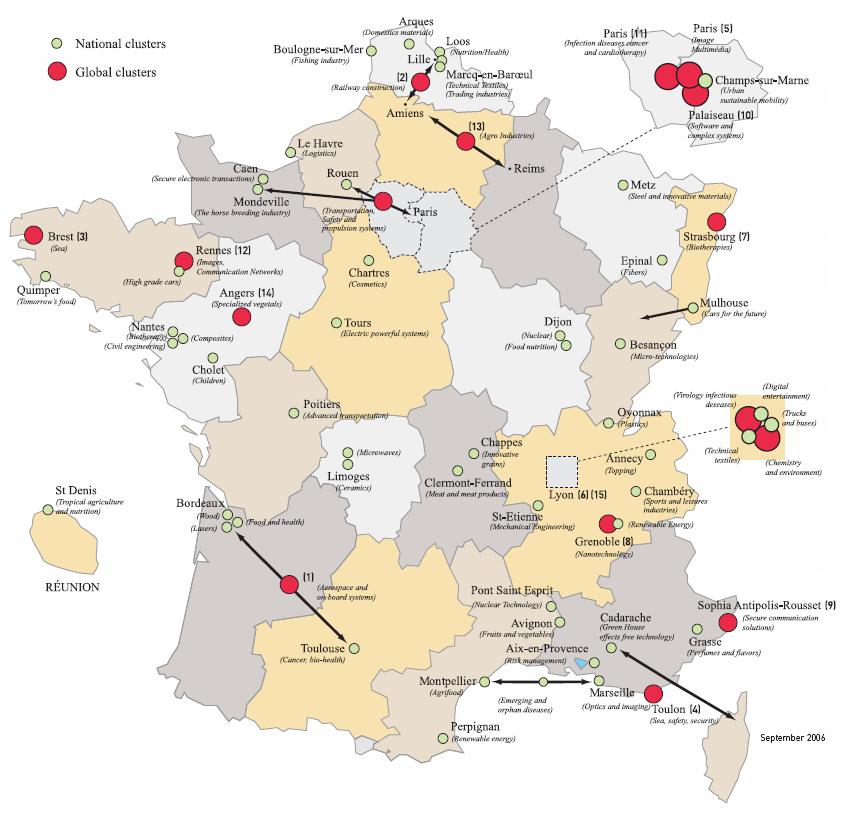 National clusters
Global clusters
Arques
(Domestics materials)
Boulogne-sur-Mer
(Fishing industry)
Loos
(Nutrition/Health)
Lille
Marcq-en-Barœul
(Technical Textiles)
(Trading industries)
(2)
(Railway construction)
Amiens
(13)
(Agro Industries)
Reims
Paris (11)
(Infection diseases cancer
and cardiotherapy)
Paris (5)
(Image
Multimédia)
Champs-sur-Marne
(Urban
sustainable mobility)
Palaiseau (10)
(Software and
complex systems)
Le Havre
(Logistics)
Caen
(Secure electronic transactions)
Rouen
Mondeville
(The horse breeding industry)
(Transportation,
Safety and
propulsion systems)
Paris
Metz
(Steel and innovative materials)
Strasbourg (7)
(Biotherapies)
Epinal
(Fibers)
Brest (3)
(Sea)
Rennes (12)
(Images,
Communication Networks)
(High grade cars)
Quimper
(Tomorrow's food)
Chartres
(Cosmetics)
Angers (14)
(Specialized vegetals)
Mulhouse
(Cars for the future)
Nantes
(Biotherapy)
(Civil engineering)
(Composites)
Tours
(Electric powerful systems)
Dijon
(Nuclear)
(Food nutrition)
Besançon
(Micro-technologies)
Cholet
(Children)
Poitiers
(Advanced transportation)
Oyonnax
(Plastics)
(Virology infectious
deseases)
(Digital
entertainment)
(Trucks
and buses)
(Technical
textiles)
(Chemistry
and environment)
(Microwaves)
Limoges
(Ceramics)
Chappes
(Innovative
grains)
Clermont-Ferrand
(Meat and meat products)
Annecy
(Topping)
Lyon (6) (15)
Chambéry
(Sports and leisures
industries)
St-Etienne
(Mechanical Engineering)
(Renewable Energy)
Grenoble (8)
(Nanotechnology)
St Denis
(Tropical agriculture
and nutrition)
RÉUNION
Bordeaux
(Wood)
(Lasers)
(Food and health)
(1)
(Aerospace and
on-board systems)
Toulouse
(Cancer, bio-health)
Pont Saint Esprit
(Nuclear Technology)
Avignon
(Fruits and vegetables)
Cadarache
(Green House
effects free technology)
Aix-en-Provence
(Risk management)
Sophia Antipolis-Rousset (9)
(Secure communication
solutions)
Grasse
(Perfumes and flavors)
Montpellier
(Agrifood)
(Emerging and
orphan diseases)
Marseille
(Optics and imaging)
Toulon (4)
(Sea, safety, security)
Perpignan
(Renewable energy)
September 2006